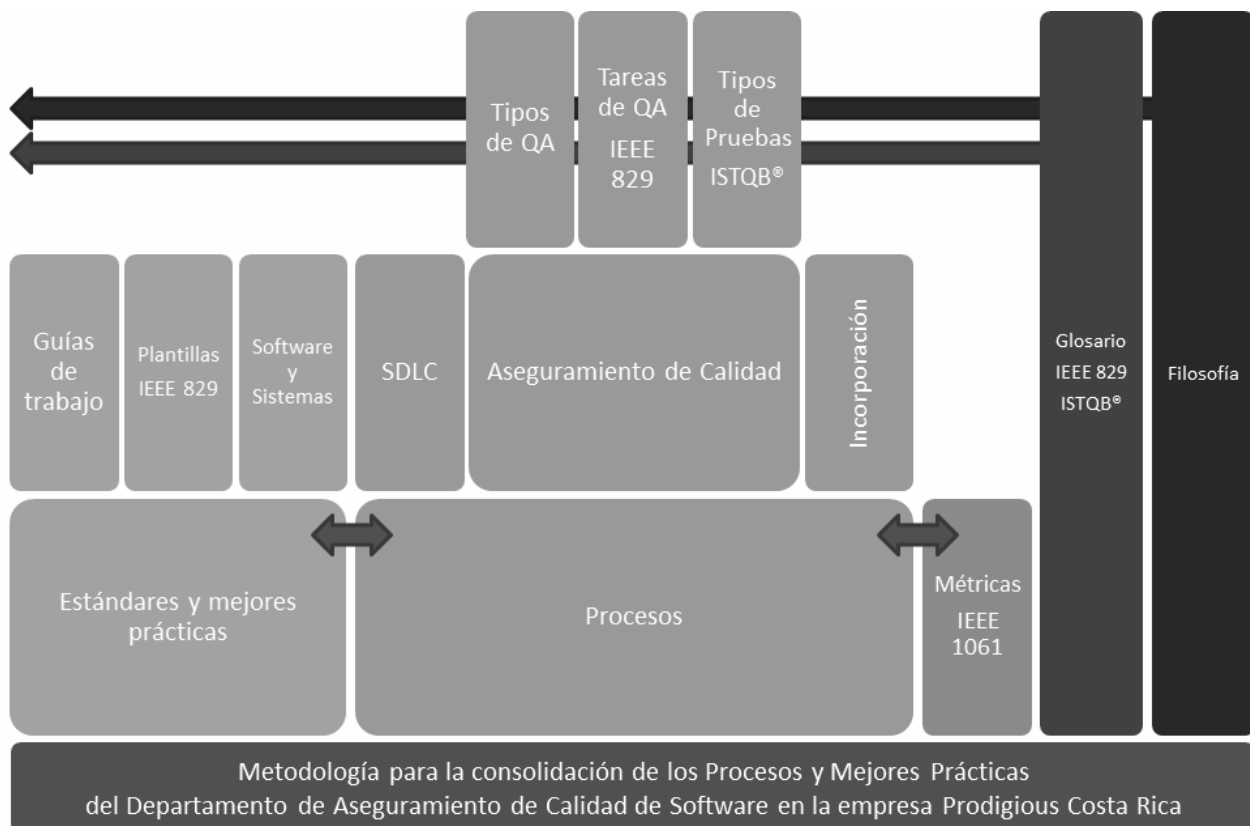 Tipos
de QA
Tareas
de QA
IEEE
829
Tipos
de
Pruebas
ISTQB®
Guías
de
trabajo
Plantillas
IEEE 829
Software
y
Sistemas
SDLC
Aseguramiento de Calidad
Incorporación
Glosario
IEEE 829
ISTQB®
Filosofía
Estándares y mejores
prácticas
Procesos
Métricas
IEEE
1061
Metodología para la consolidación de los Procesos y Mejores Prácticas
del Departamento de Aseguramiento de Calidad de Software en la empresa Prodigious Costa Rica